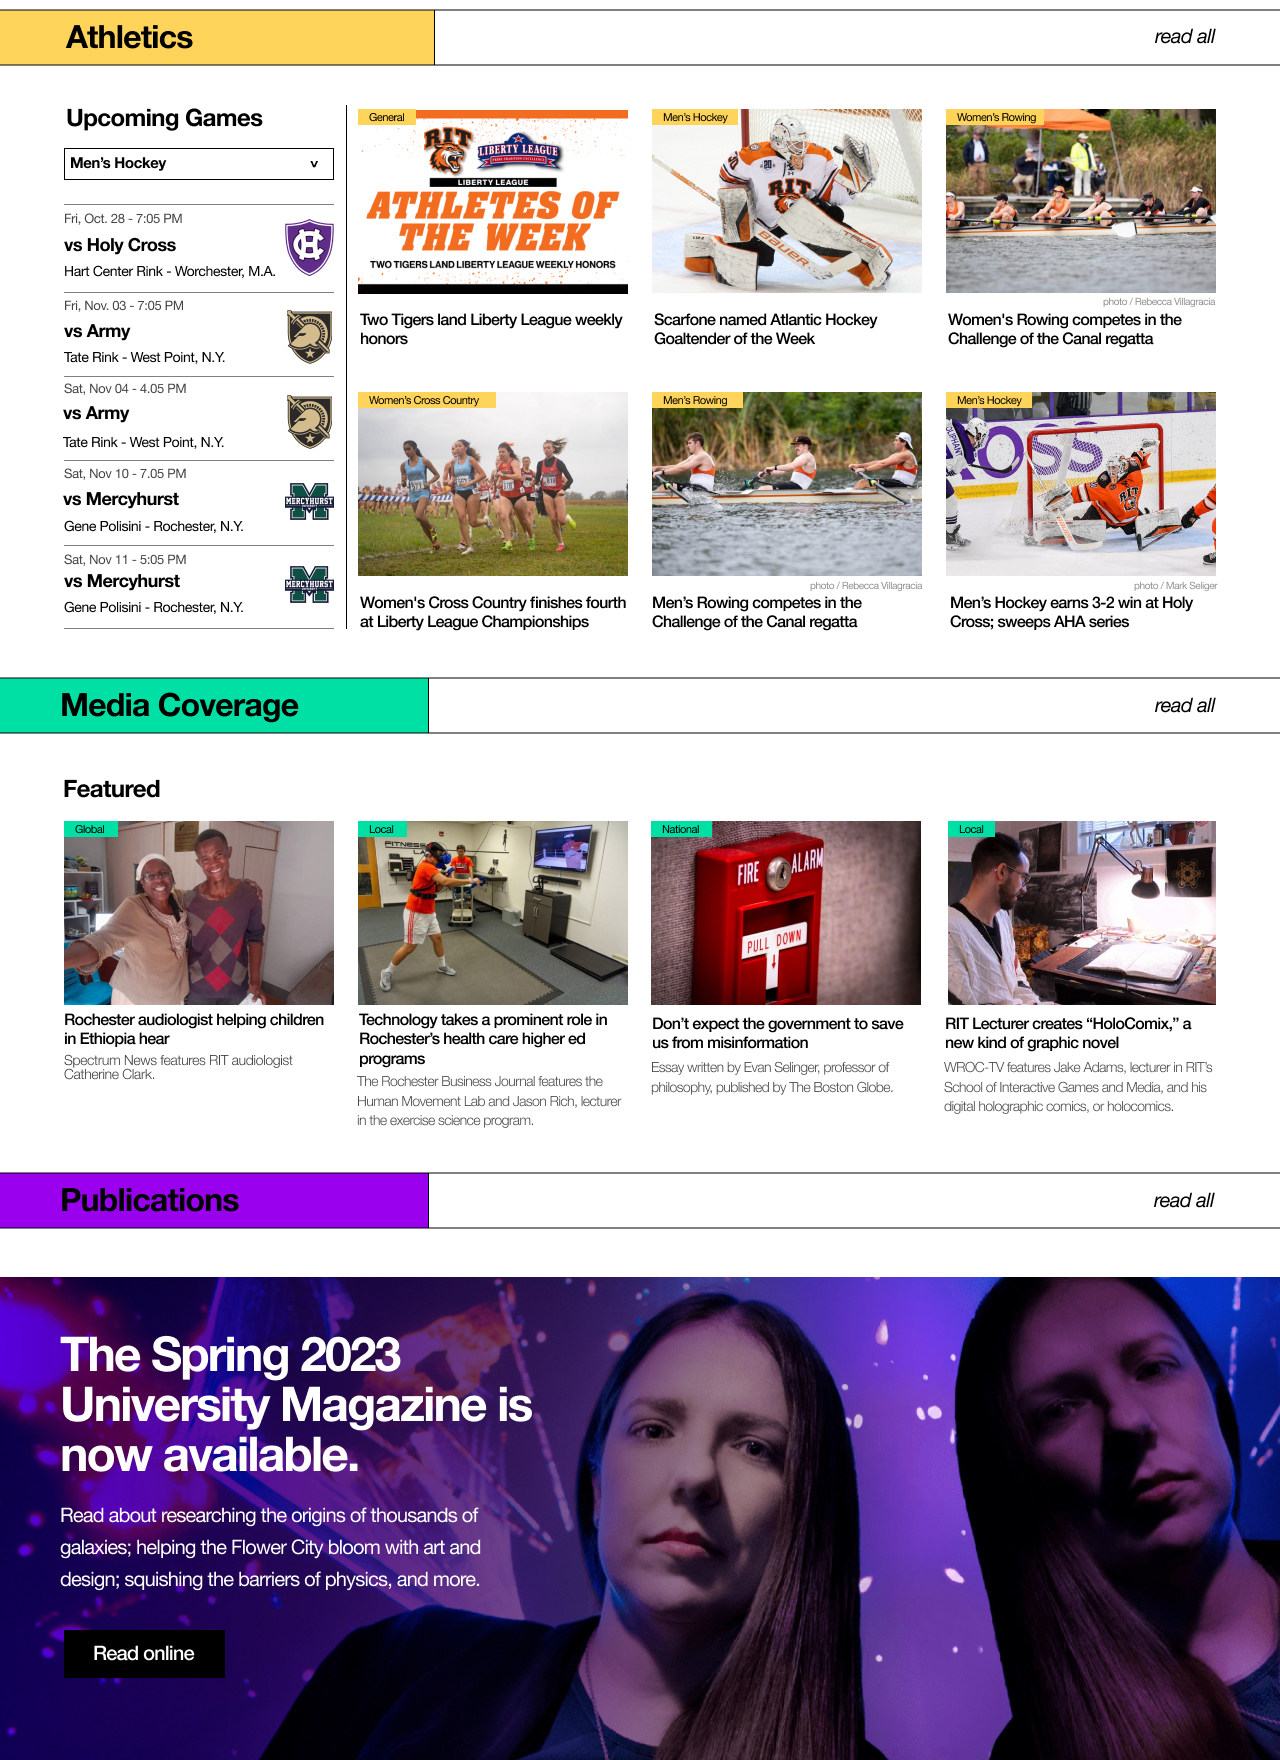 Athletics
read all
Upcoming Games
Men's Hockey
v
Fri, Oct. 28 - 7:05 PM
vs Holy Cross
Hart Center Rink - Worchester, M.A.
Fri, Nov. 03 - 7:05 PM
vs Army
Tate Rink - West Point, N.Y.
Sat, Nov 04 - 4.05 PM
vs Army
Tate Rink - West Point, N.Y.
Sat, Nov 10 - 7.05 PM
vs Mercyhurst
Gene Polisini - Rochester, N.Y.
MERCYHURST
Sat, Nov 11 - 5:05 PM
vs Mercyhurst
Gene Polisini - Rochester, N.Y.
MERCYHURST
General
RIT
LIBERTY LEAGUE
LIBERTY LEAGUE
ATHLETES OF
THE WEEK
TWO TIGERS LAND LIBERTY LEAGUE WEEKLY HONORS
Two Tigers land Liberty League weekly
honors
Men's Hockey
RIT
BAUER
TRUE
Scarfone named Atlantic Hockey
Goaltender of the Week
Women's Rowing
photo / Rebecca Villagracia
Women's Rowing competes in the
Challenge of the Canal regatta
Women's Cross Country
Women's Cross Country finishes fourth
at Liberty League Championships
Men's Rowing
photo / Rebecca Villagracia
Men's Rowing competes in the
Challenge of the Canal regatta
Men's Hockey
OLIPHANT
OSS
RIT
photo / Mark Seliger
Men's Hockey earns 3-2 win at Holy
Cross; sweeps AHA series
Media Coverage
read all
Featured
Global
Rochester audiologist helping children
in Ethiopia hear
Spectrum News features RIT audiologist
Catherine Clark.
Local
FITNESS
LA
Technology takes a prominent role in
Rochester's health care higher ed
programs
The Rochester Business Journal features the
Human Movement Lab and Jason Rich, lecturer
in the exercise science program.
National
FIRE ALARM
PULL DOWN
Don't expect the government to save
us from misinformation
Essay written by Evan Selinger, professor of
philosophy, published by The Boston Globe.
Local
RIT Lecturer creates “HoloComix,” a
new kind of graphic novel
WROC-TV features Jake Adams, lecturer in RIT's
School of Interactive Games and Media, and his
digital holographic comics, or holocomics.
Publications
read all
The Spring 2023
University Magazine is
now available.
Read about researching the origins of thousands of
galaxies; helping the Flower City bloom with art and
design; squishing the barriers of physics, and more.
Read online